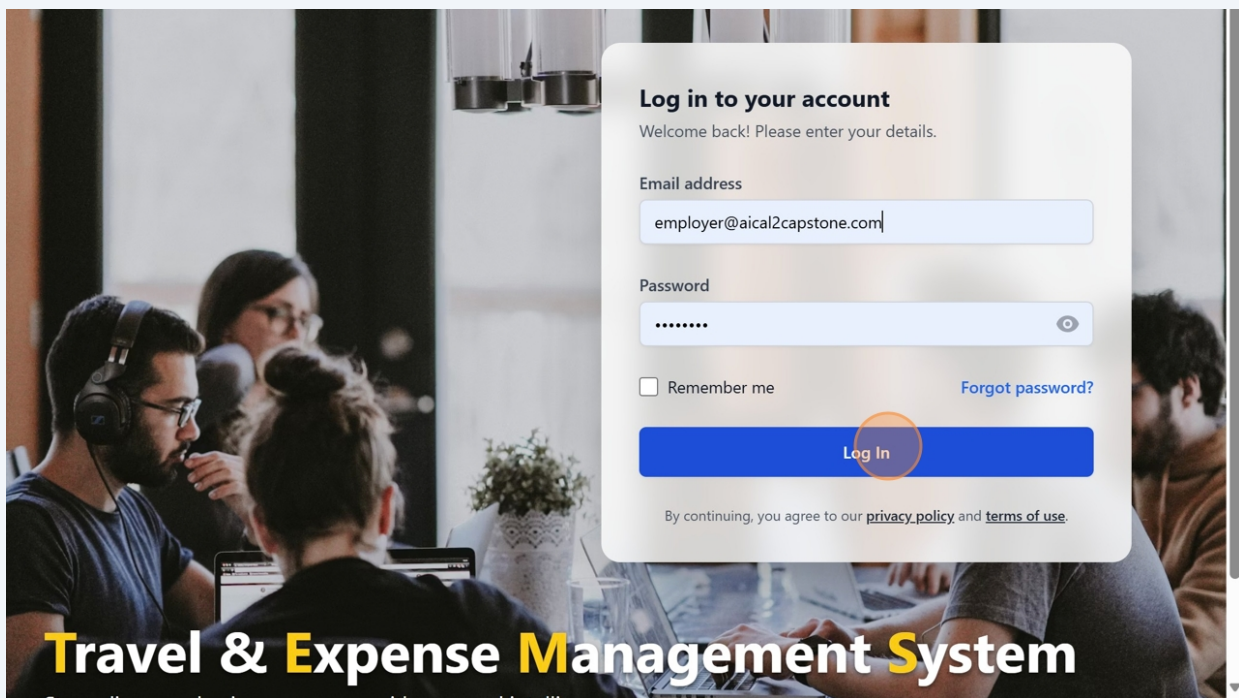 Log in to your account
Welcome back! Please enter your details.
Email address
employer@aical2capstone.com
Password
Remember me
Forgot password?
Log In
By continuing, you agree to our privacy policy and terms of use.
Travel & Expense Management System